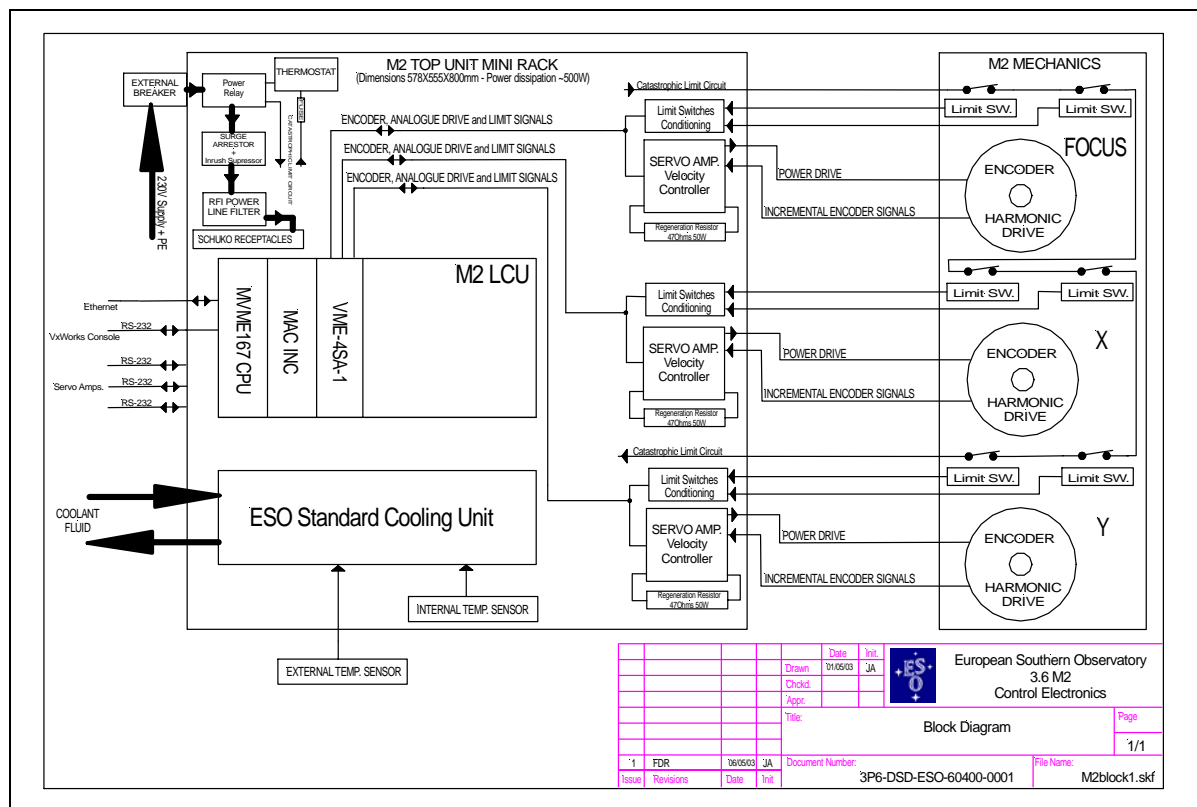 M2 TOP UNIT MINI RACK
(Dimensions 578X555X800mm - Power dissipation ~500W)
M2 MECHANICS
EXTERNAL
BREAKER
Power
Relay
THERMOSTAT
FUSE
CATASTROPHIC LIMIT CIRCUIT
SURGE
ARRESTOR
+
Inrush Supressor
RFI POWER
LINE FILTER
SCHUKO RECEPTACLES
230V Supply + PE
ENCODER, ANALOGUE DRIVE and LIMIT SIGNALS
ENCODER, ANALOGUE DRIVE and LIMIT SIGNALS
ENCODER, ANALOGUE DRIVE and LIMIT SIGNALS
Catastrophic Limit Circuit
Limit Switches
Conditioning
SERVO AMP.
Velocity
Controller
Regeneration Resistor
47Ohms 50W
POWER DRIVE
INCREMENTAL ENCODER SIGNALS
Limit SW.
Limit SW.
FOCUS
ENCODER
HARMONIC
DRIVE
M2 LCU
MVME167 CPU
MAC INC
VME-4SA-1
Ethernet
RS-232
VxWorks Console
RS-232
Servo Amps.
RS-232
RS-232
Limit Switches
Conditioning
SERVO AMP.
Velocity
Controller
Regeneration Resistor
47Ohms 50W
POWER DRIVE
INCREMENTAL ENCODER SIGNALS
Limit SW.
Limit SW.
X
ENCODER
HARMONIC
DRIVE
Catastrophic Limit Circuit
Limit Switches
Conditioning
SERVO AMP.
Velocity
Controller
Regeneration Resistor
47Ohms 50W
POWER DRIVE
INCREMENTAL ENCODER SIGNALS
Limit SW.
Limit SW.
Y
ENCODER
HARMONIC
DRIVE
COOLANT
FLUID
ESO Standard Cooling Unit
INTERNAL TEMP. SENSOR
EXTERNAL TEMP. SENSOR
Date Init.
Drawn 01/05/03 JA
Chckd.
Appr.
ESO
European Southern Observatory
3.6 M2
Control Electronics
Title:
Block Diagram
Page
1/1
1 FDR 06/05/03 JA
Issue Revisions Date Init
Document Number:
3P6-DSD-ESO-60400-0001
File Name:
M2block1.skf